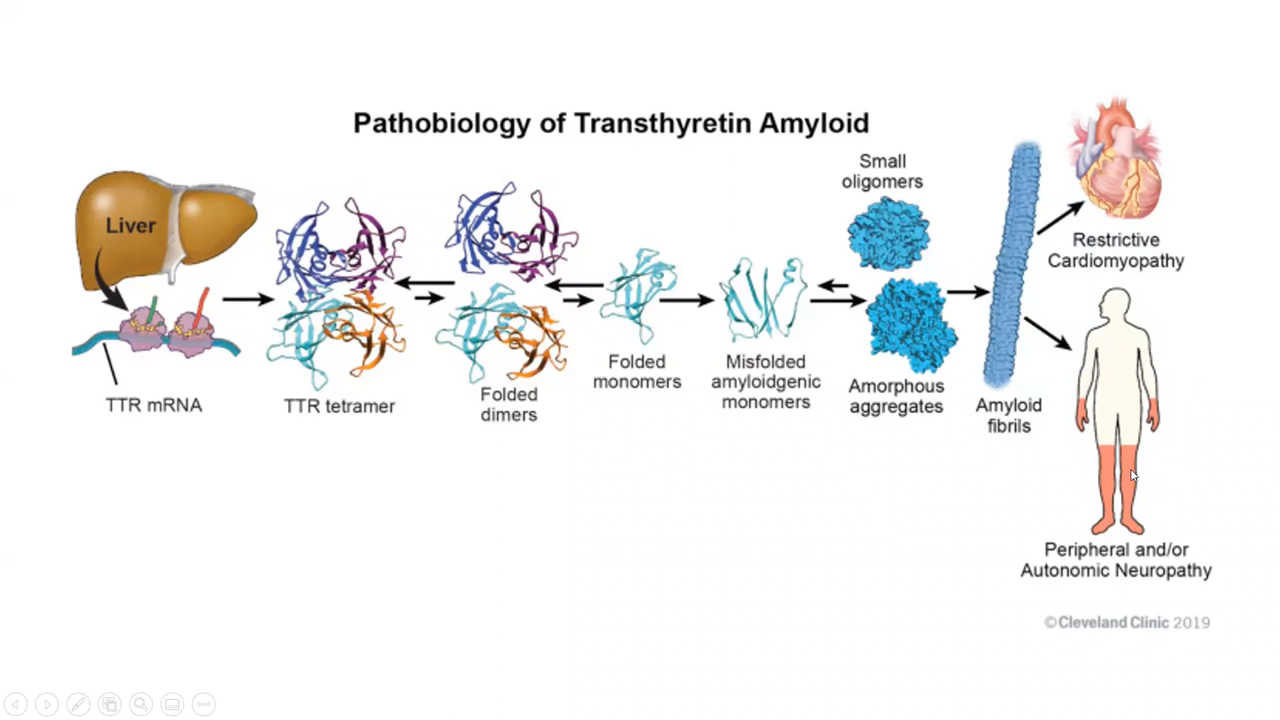 Pathobiology of Transthyretin Amyloid
Liver
TTR mRNA
TTR tetramer
Folded
dimers
Folded
monomers
Misfolded
amyloidgenic
monomers
Small
oligomers
Amorphous
aggregates
Amyloid
fibrils
Restrictive
Cardiomyopathy
Peripheral and/or
Autonomic Neuropathy
©Cleveland Clinic 2019